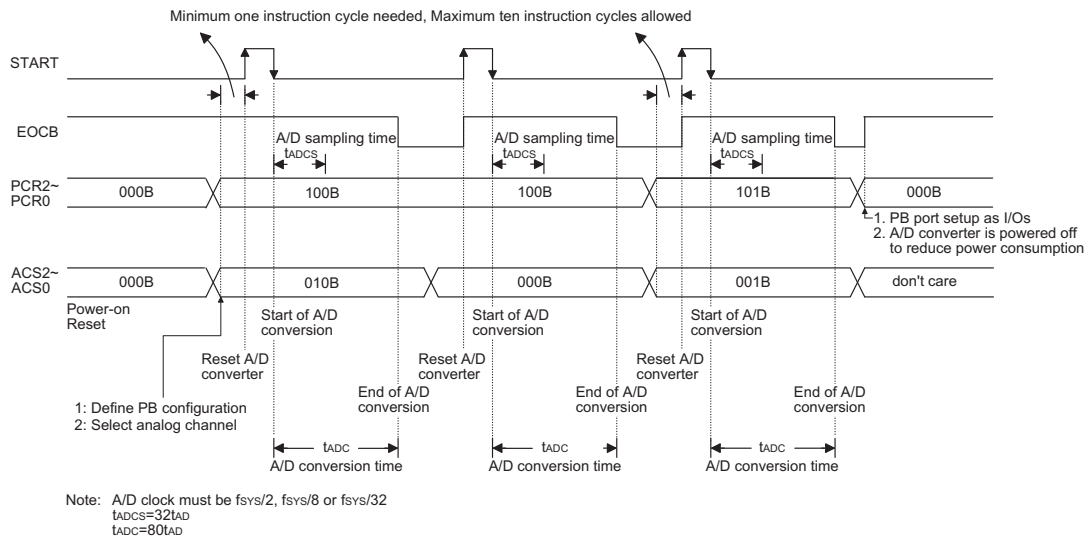 Minimum one instruction cycle needed, Maximum ten instruction cycles allowed
START
EOCB
A/D sampling time
tADCS
A/D sampling time
tADCS
A/D sampling time
tADCS
PCR2~
PCR0
000B
100B
100B
101B
000B
1. PB port setup as I/Os
2. A/D converter is powered off
to reduce power consumption
ACS2~
ACS0
000B
010B
000B
001B
don't care
Power-on
Reset
Start of A/D
conversion
Start of A/D
conversion
Start of A/D
conversion
Reset A/D
converter
Reset A/D
converter
Reset A/D
converter
1: Define PB configuration
2: Select analog channel
End of A/D
conversion
End of A/D
conversion
End of A/D
conversion
tADC
A/D conversion time
tADC
A/D conversion time
tADC
A/D conversion time
Note: A/D clock must be fSYS/2, fSYS/8 or fSYS/32
tADCS=32tAD
tADC=80tAD